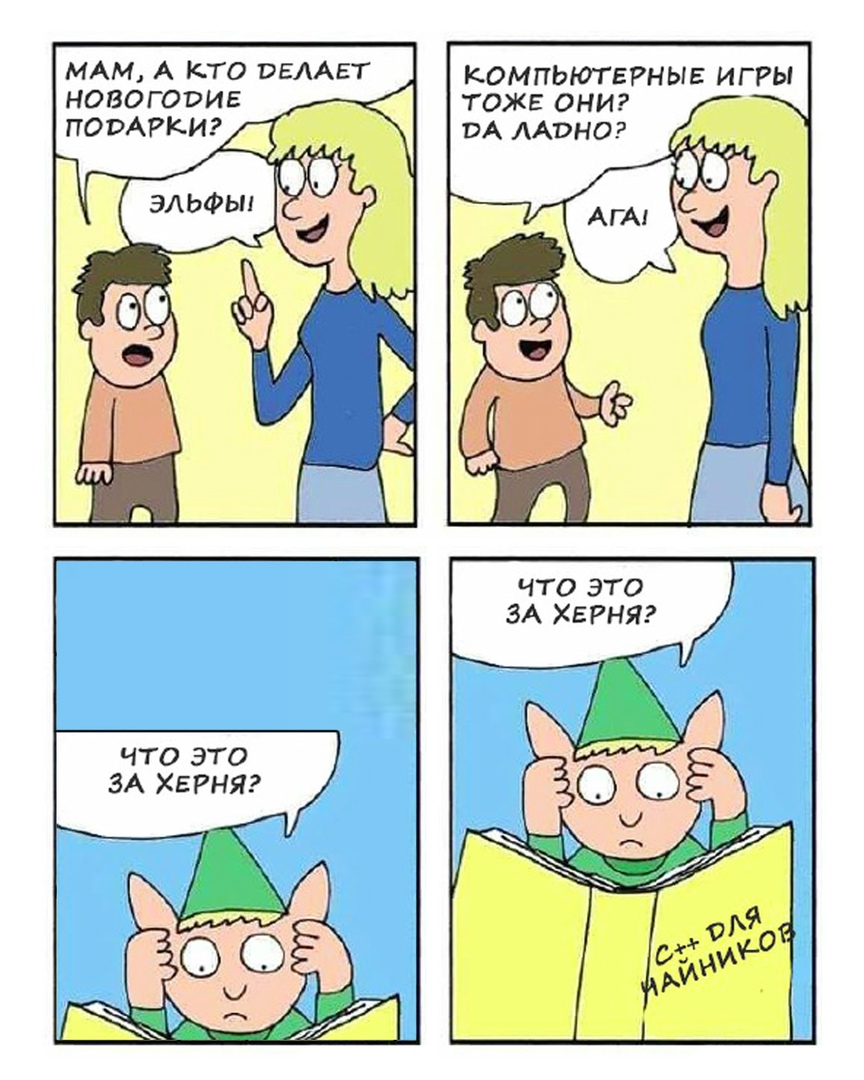 МАМ, А КТО DЕЛАЕТ
НОВОГОDИЕ
ПОDАРКИ?
ЭЛЬФЫ!
КОМПЬЮТЕРНЫЕ ИГРЫ
ТОЖЕ ОНИ?
DА ЛАDНО?
АГА!
ЧТО ЭТО
ЗА ХЕРНЯ?
ЧТО ЭТО
ЗА ХЕРНЯ?
C++ DЛЯ
ЧАЙНИКОВ